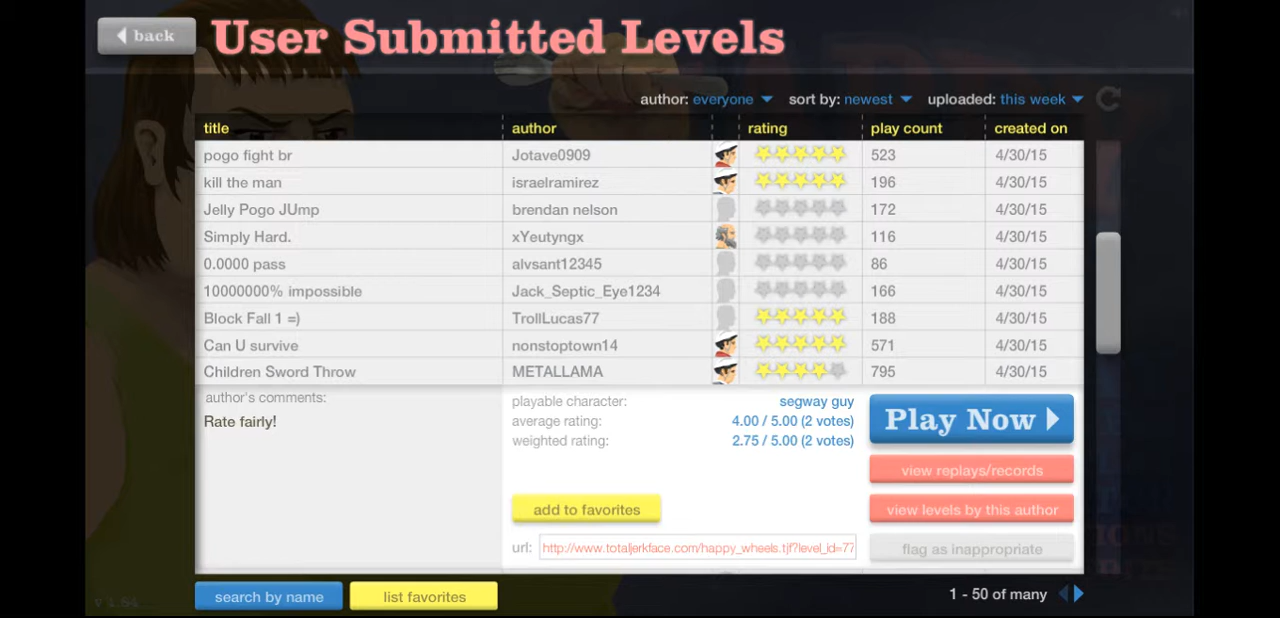 back
User Submitted Levels
author: everyone sort by: newest uploaded: this week
title author rating play count created on
pogo fight br Jotave0909 523 4/30/15
kill the man israelramirez 196 4/30/15
Jelly Pogo JUmp brendan nelson 172 4/30/15
Simply Hard. xYeutyngx 116 4/30/15
0.0000 pass alvsant12345 86 4/30/15
10000000% impossible Jack_Septic_Eye1234 166 4/30/15
Block Fall 1 =) TrollLucas77 188 4/30/15
Can U survive nonstoptown14 571 4/30/15
Children Sword Throw METALLAMA 795 4/30/15
author's comments:
Rate fairly!
playable character: segway guy
average rating: 4.00 / 5.00 (2 votes)
weighted rating: 2.75 / 5.00 (2 votes)
Play Now
view replays/records
add to favorites
view levels by this author
url: http://www.totaljerkface.com/happy_wheels.tjf?level_id=77
flag as inappropriate
search by name
list favorites
1 - 50 of many